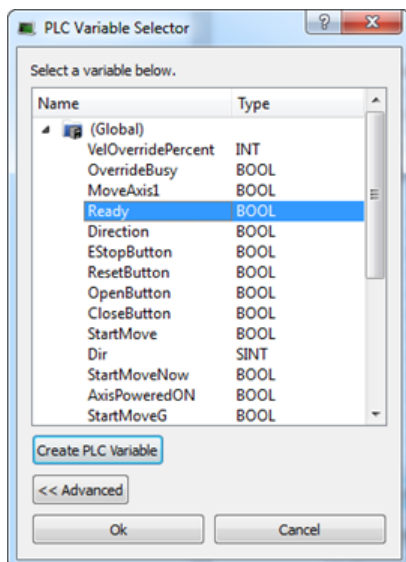 PLC Variable Selector
Select a variable below.
Name Type
(Global)
VelOverridePercent INT
OverrideBusy BOOL
MoveAxis1 BOOL
Ready BOOL
Direction BOOL
EStopButton BOOL
ResetButton BOOL
OpenButton BOOL
CloseButton BOOL
StartMove BOOL
Dir SINT
StartMoveNow BOOL
AxisPoweredON BOOL
StartMoveG BOOL
Create PLC Variable
<< Advanced
Ok Cancel